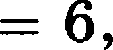 = 6,